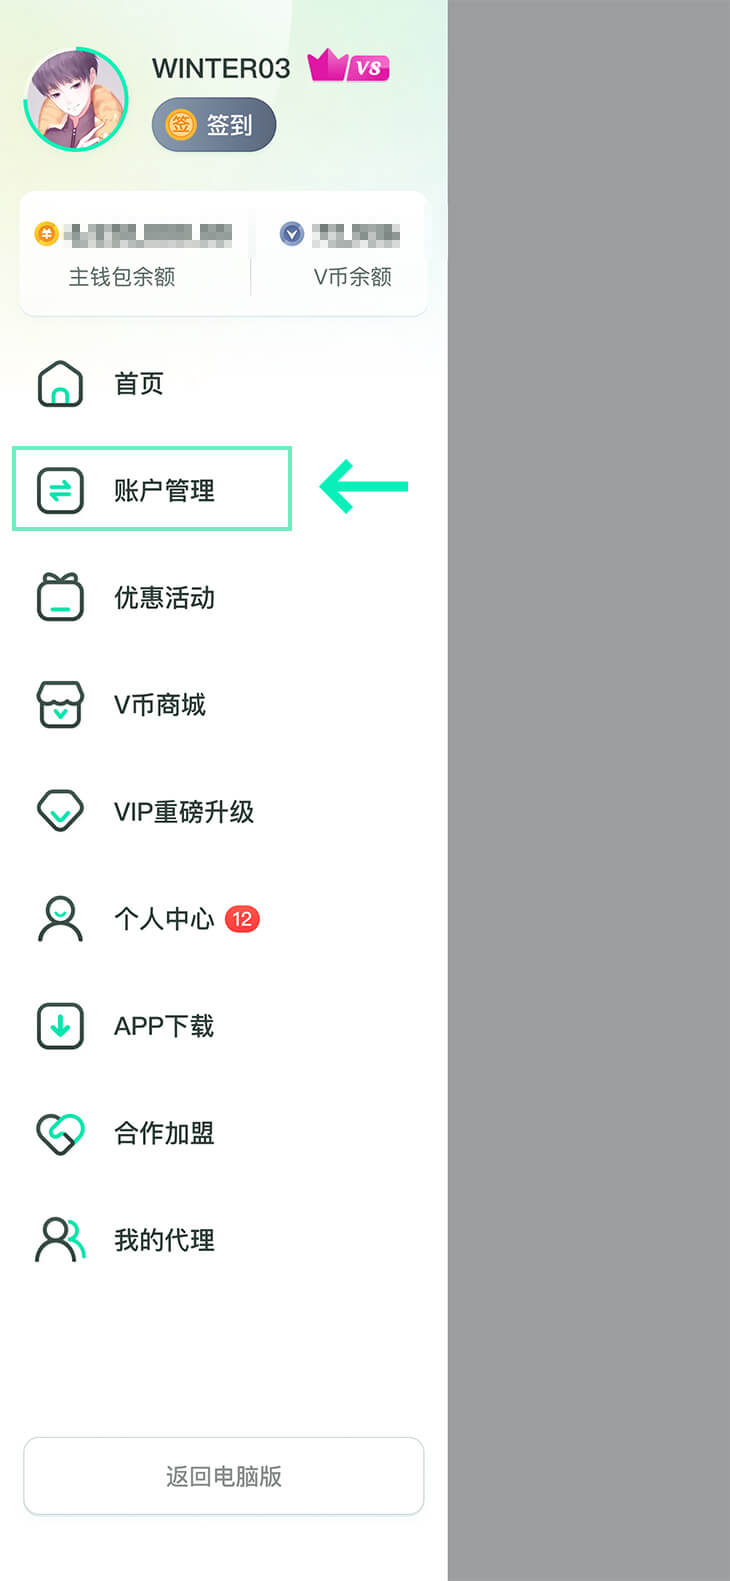 WINTER03
V8
签 签到
主钱包余额
V币余额
首页
账户管理
优惠活动
V币商城
VIP重磅升级
个人中心 12
APP下载
合作加盟
我的代理
返回电脑版